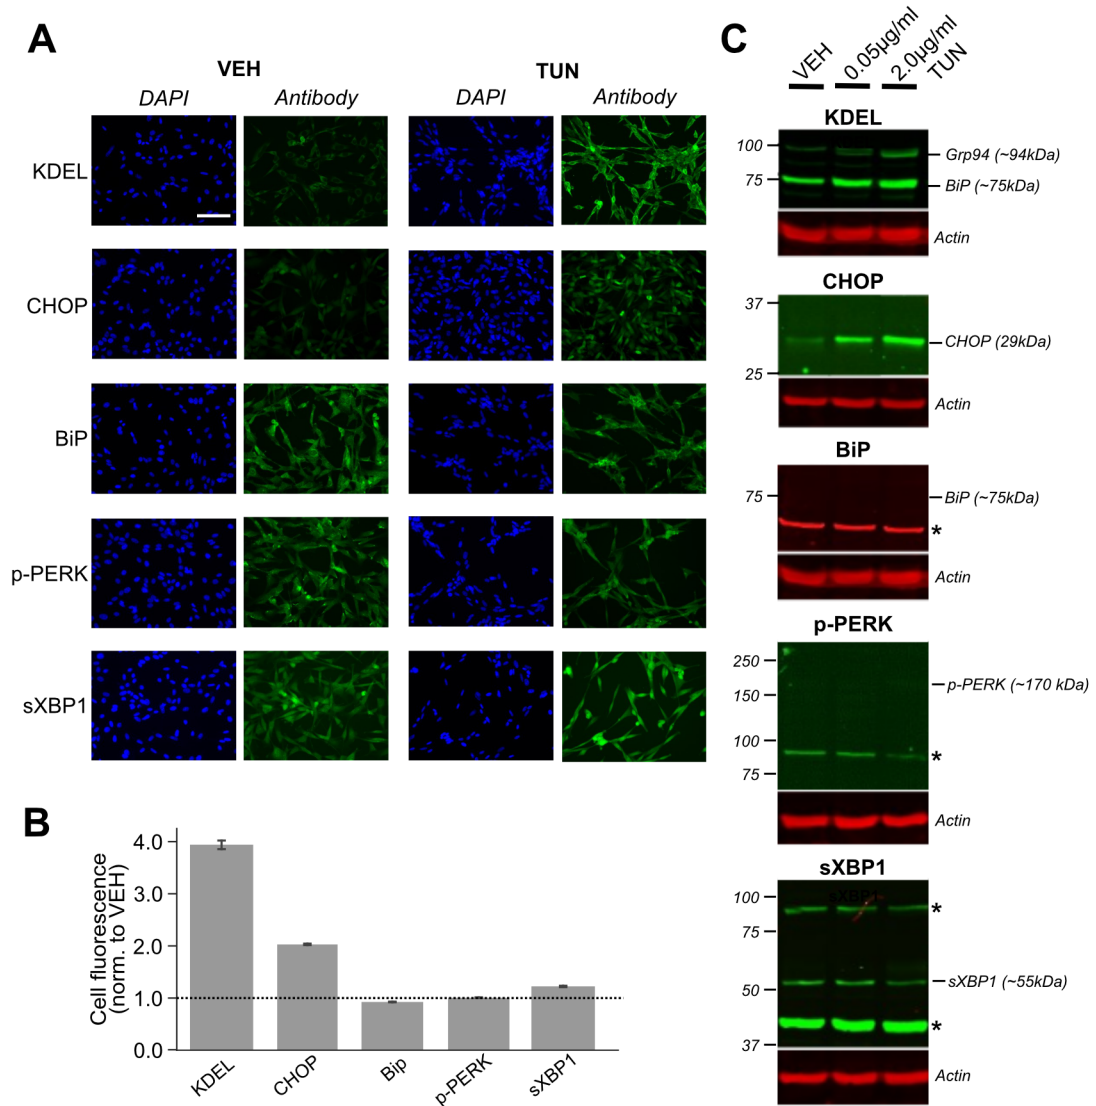 A
VEH
TUN
DAPI
Antibody
DAPI
Antibody
KDEL
CHOP
BiP
p-PERK
sXBP1
B
Cell fluorescence
(norm. to VEH)
4.0
3.0
2.0
1.0
0.0
KDEL
CHOP
Bip
p-PERK
sXBP1
C
VEH
0.05µg/ml
2.0µg/ml
TUN
KDEL
100
75
Grp94 (~94kDa)
BiP (~75kDa)
Actin
CHOP
37
25
CHOP (29kDa)
Actin
BiP
75
BiP (~75kDa)
*
Actin
p-PERK
250
150
100
75
p-PERK (~170 kDa)
*
Actin
sXBP1
sXBP1
100
75
50
37
*
sXBP1 (~55kDa)
*
Actin